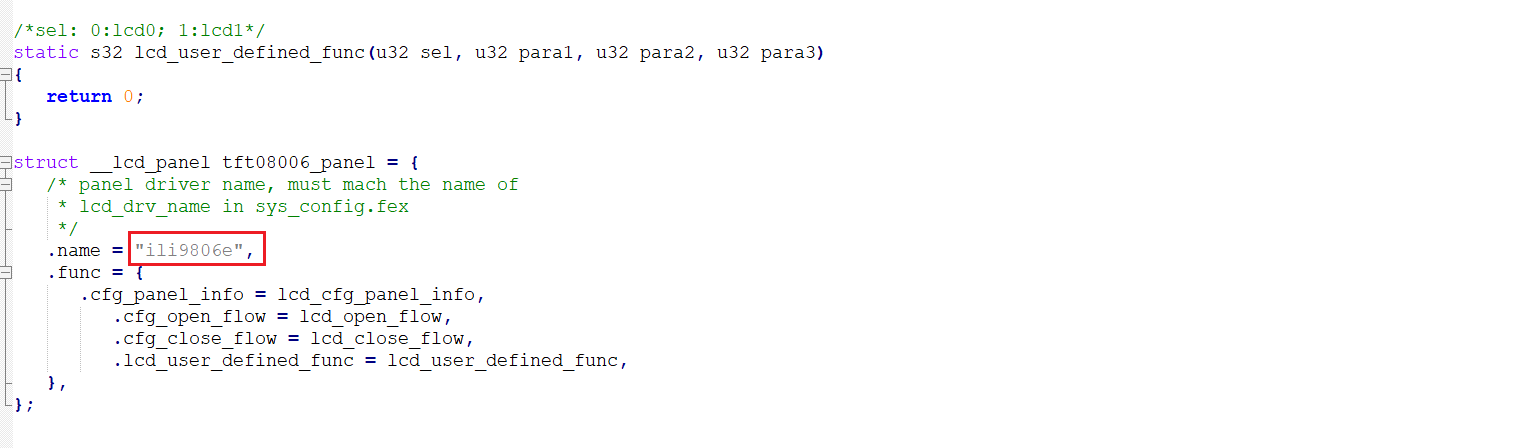 /*sel: 0:lcd0; 1:lcd1*/
static s32 lcd_user_defined_func(u32 sel, u32 para1, u32 para2, u32 para3)
{
return 0;
}
struct __lcd_panel tft08006_panel = {
/* panel driver name, must mach the name of
* lcd_drv_name in sys_config.fex
*/
.name = "ili9806e",
.func = {
.cfg_panel_info = lcd_cfg_panel_info,
.cfg_open_flow = lcd_open_flow,
.cfg_close_flow = lcd_close_flow,
.lcd_user_defined_func = lcd_user_defined_func,
},
};